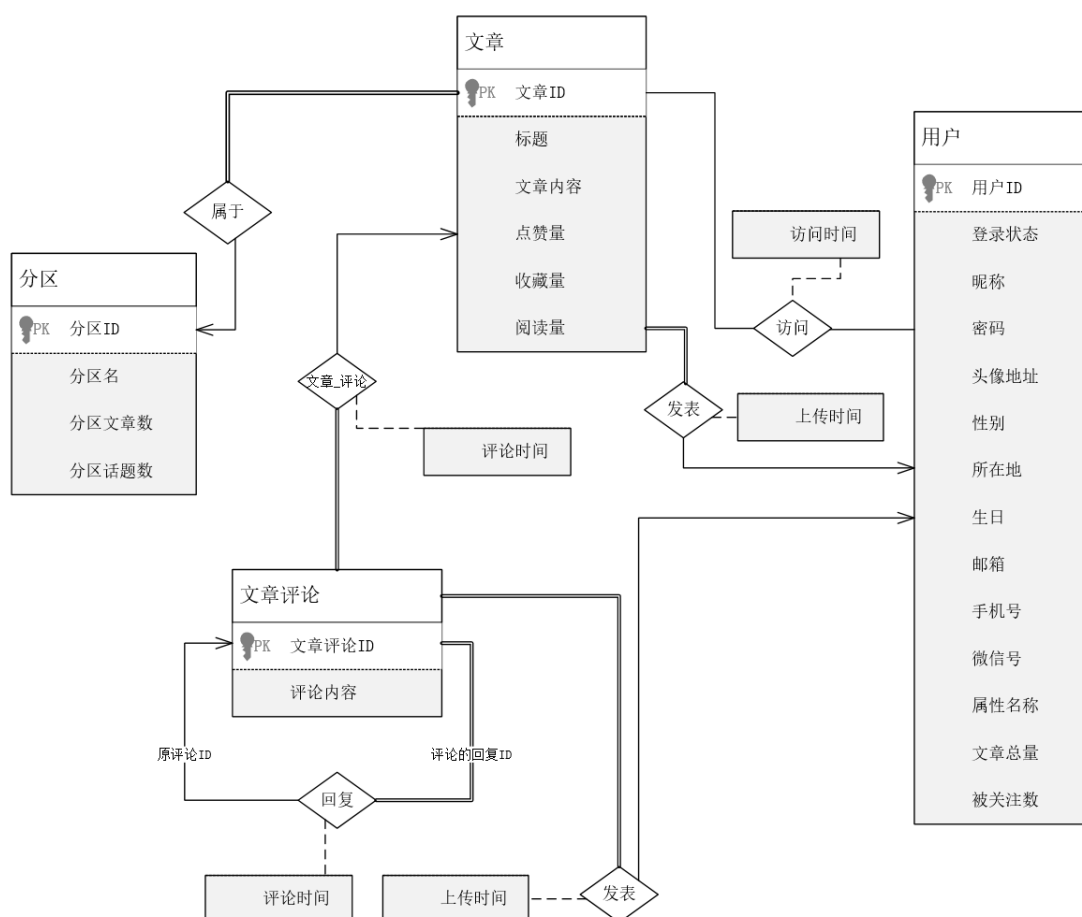 文章
PK 文章ID
标题
文章内容
点赞量
收藏量
阅读量
用户
PK 用户ID
登录状态
昵称
密码
头像地址
性别
所在地
生日
邮箱
手机号
微信号
属性名称
文章总量
被关注数
属于
分区
PK 分区ID
分区名
分区文章数
分区话题数
访问时间
访问
发表
上传时间
文章_评论
评论时间
文章评论
PK 文章评论ID
评论内容
原评论ID
评论的回复ID
回复
评论时间
上传时间
发表